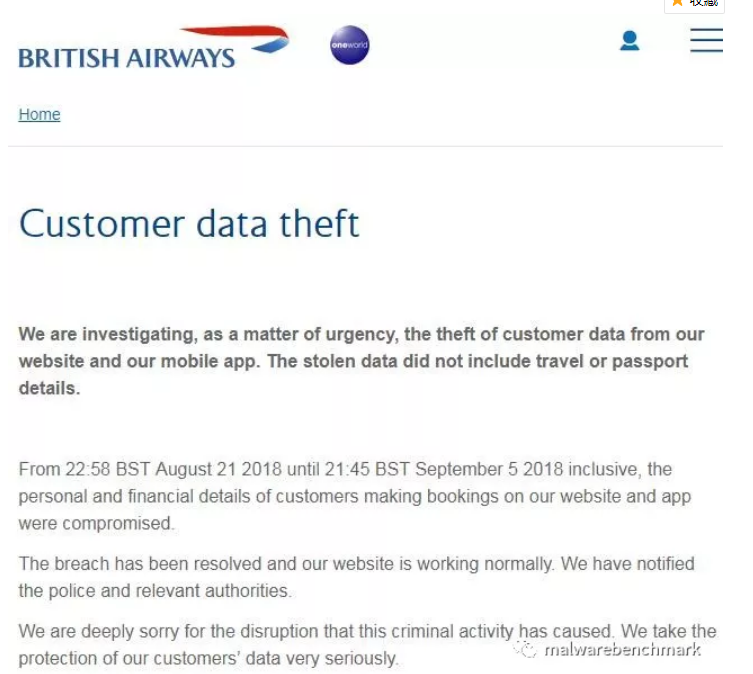 收藏
BRITISH AIRWAYS
oneworld
Home
Customer data theft
We are investigating, as a matter of urgency, the theft of customer data from our
website and our mobile app. The stolen data did not include travel or passport
details.
From 22:58 BST August 21 2018 until 21:45 BST September 5 2018 inclusive, the
personal and financial details of customers making bookings on our website and app
were compromised.
The breach has been resolved and our website is working normally. We have notified
the police and relevant authorities.
We are deeply sorry for the disruption that this criminal activity has caused. We take the
protection of our customers' data very seriously.
malwarebenchmark